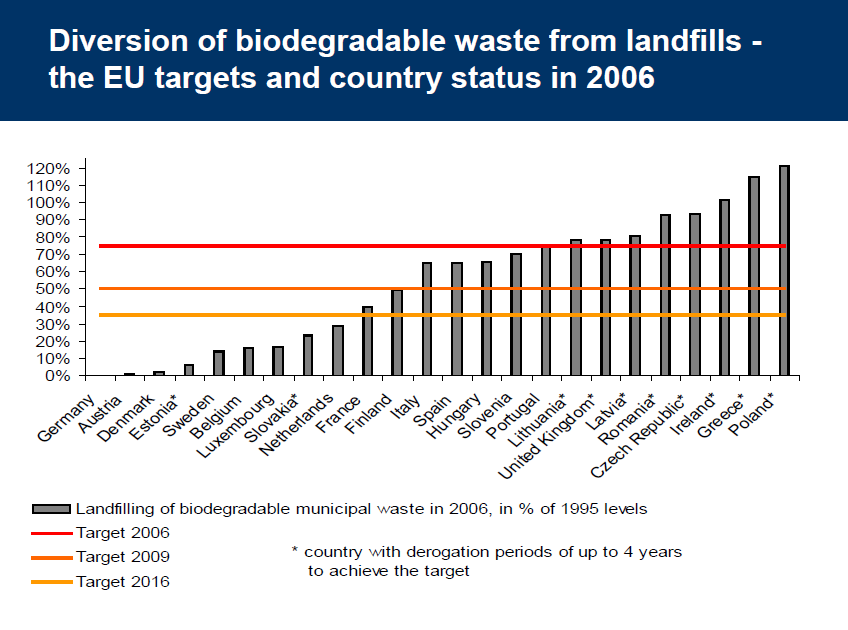 Diversion of biodegradable waste from landfills -
the EU targets and country status in 2006
120%
110%
100%
90%
80%
70%
60%
50%
40%
30%
20%
10%
0%
Germany
Austria
Denmark
Estonia*
Sweden
Belgium
Luxembourg
Slovakia*
Netherlands
France
Finland
Italy
Spain
Hungary
Slovenia
Portugal
Lithuania*
United Kingdom*
Latvia*
Romania*
Czech Republic*
Ireland*
Greece*
Poland*
Landfilling of biodegradable municipal waste in 2006, in % of 1995 levels
Target 2006
Target 2009
Target 2016
* country with derogation periods of up to 4 years
to achieve the target